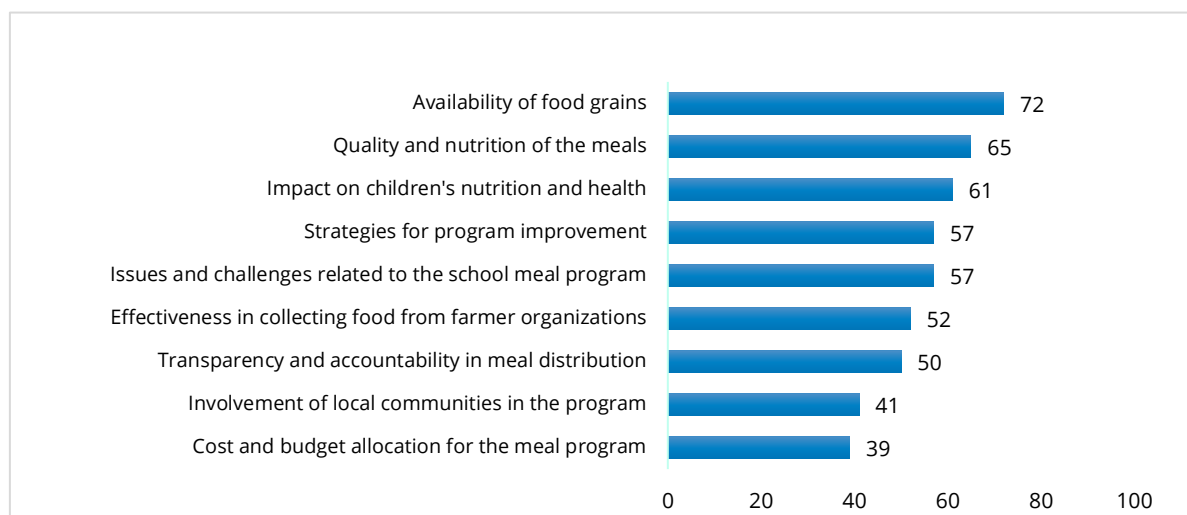 Availability of food grains 72
Quality and nutrition of the meals 65
Impact on children's nutrition and health 61
Strategies for program improvement 57
Issues and challenges related to the school meal program 57
Effectiveness in collecting food from farmer organizations 52
Transparency and accountability in meal distribution 50
Involvement of local communities in the program 41
Cost and budget allocation for the meal program 39
0 20 40 60 80 100